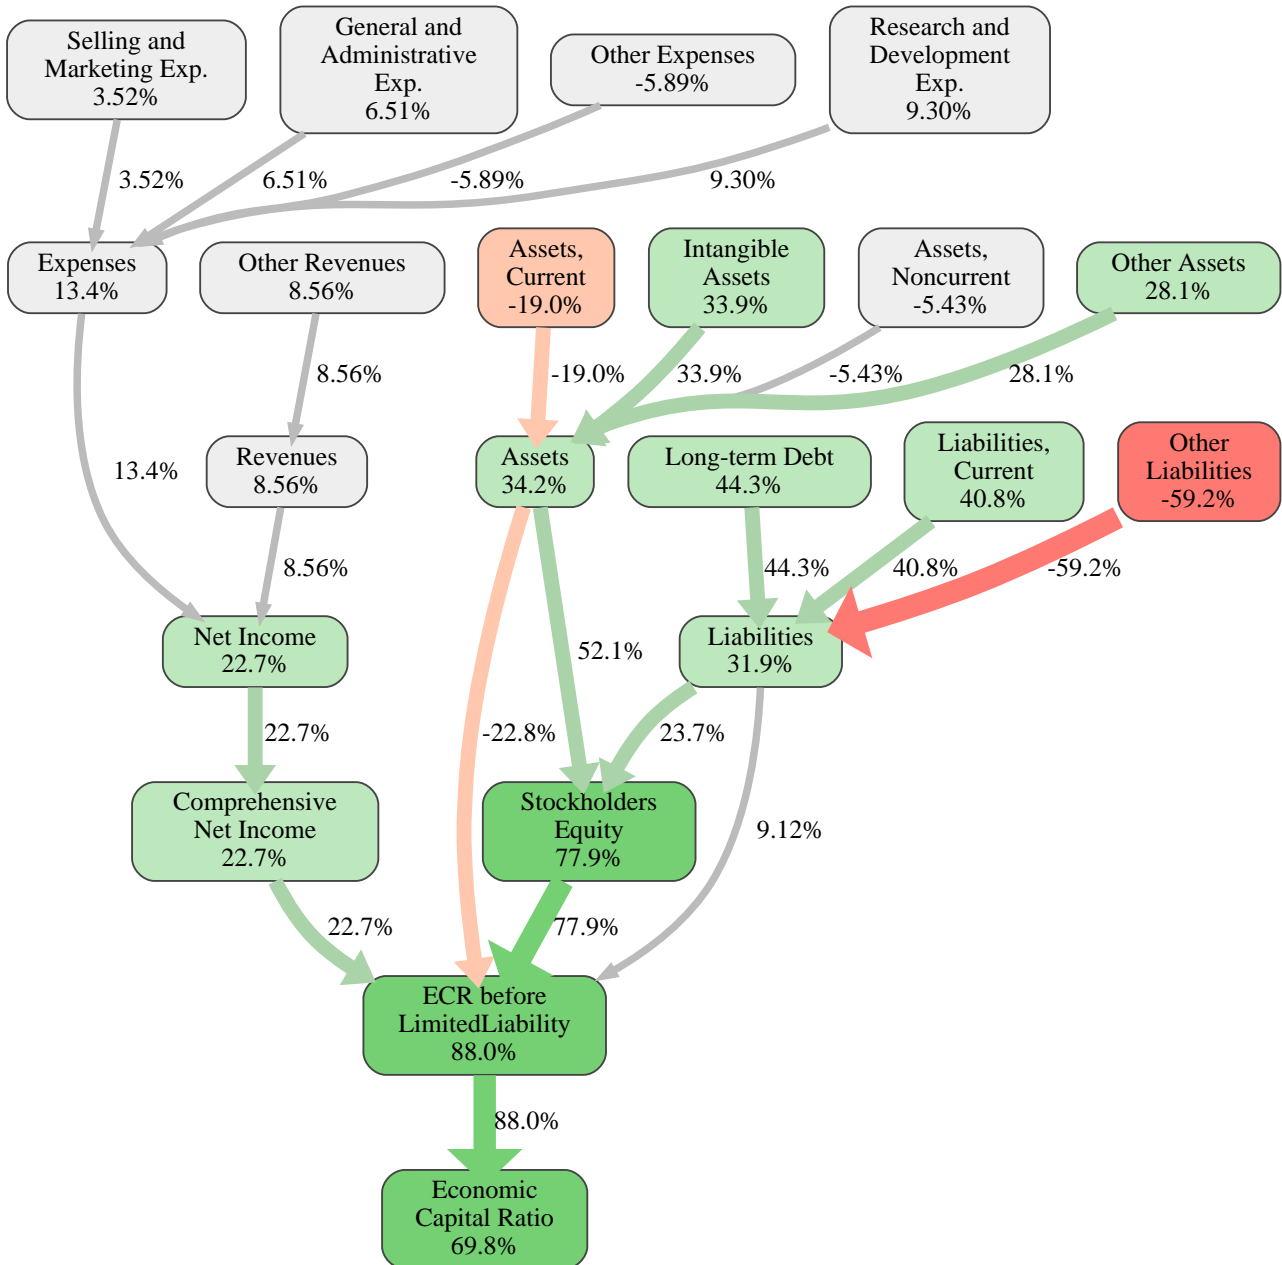 Selling and
Marketing Exp.
3.52%
General and
Administrative
Exp.
6.51%
Other Expenses
-5.89%
Research and
Development
Exp.
9.30%
3.52%
6.51%
-5.89%
9.30%
Expenses
13.4%
Other Revenues
8.56%
Assets,
Current
-19.0%
Intangible
Assets
33.9%
Assets,
Noncurrent
-5.43%
Other Assets
28.1%
8.56%
-19.0%
33.9%
-5.43%
28.1%
13.4%
Revenues
8.56%
Assets
34.2%
Long-term Debt
44.3%
Liabilities,
Current
40.8%
Other
Liabilities
-59.2%
8.56%
44.3%
40.8%
-59.2%
Net Income
22.7%
52.1%
Liabilities
31.9%
22.7%
-22.8%
23.7%
Comprehensive
Net Income
22.7%
Stockholders
Equity
77.9%
9.12%
22.7%
77.9%
ECR before
LimitedLiability
88.0%
88.0%
Economic
Capital Ratio
69.8%